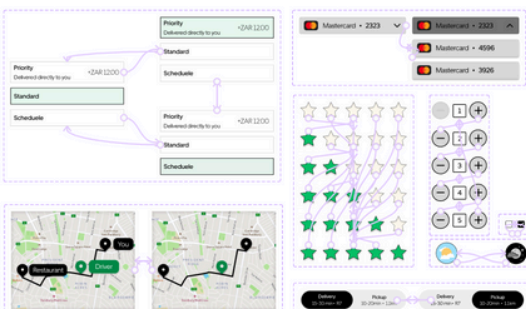 Priority
Delivered directly to you
+ZAR 12.00
Standard
Scheduele
Priority
Delivered directly to you
+ZAR 12.00
Standard
Scheduele
Priority
Delivered directly to you
+ZAR 12.00
Standard
Scheduele
Mastercard • 2323
Mastercard • 2323
Mastercard • 4596
Mastercard • 3926
1
2
3
4
5
You
Restaurant
Driver
Delivery
Pickup
Delivery
Pickup